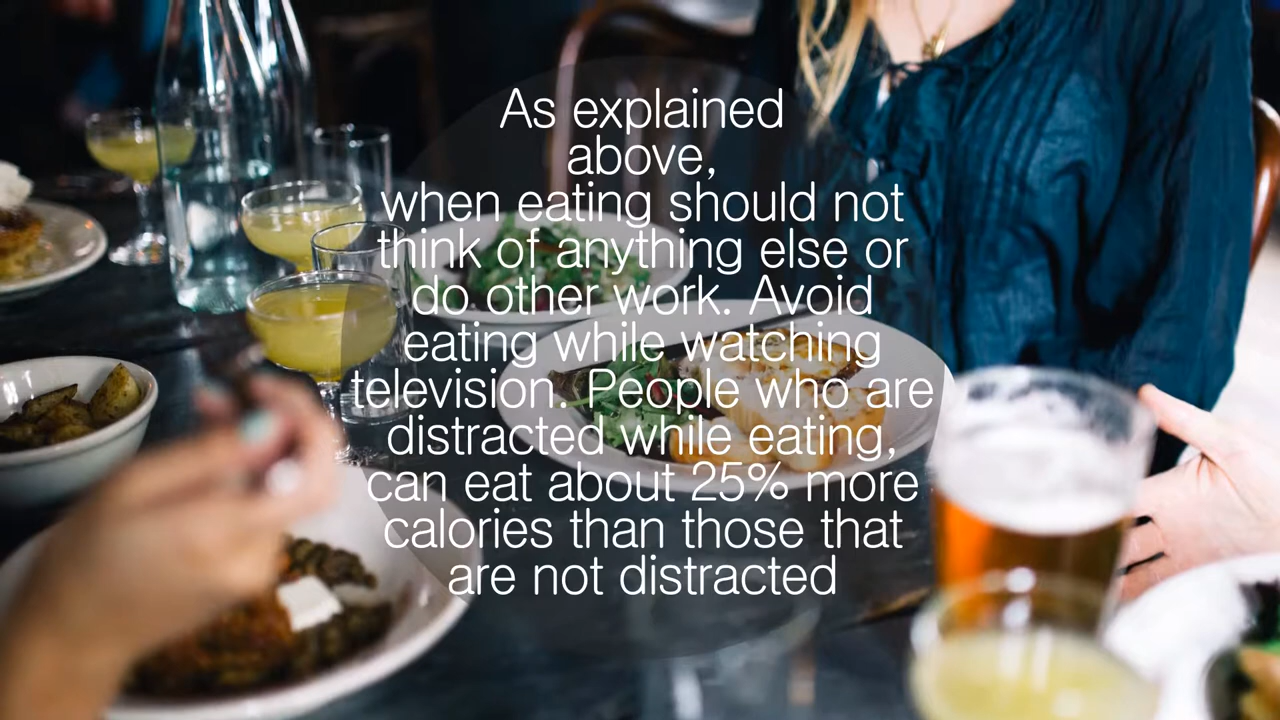 As explained
above,
when eating should not
think of anything else or
do other work. Avoid
eating while watching
television. People who are
distracted while eating,
can eat about 25% more
calories than those that
are not distracted